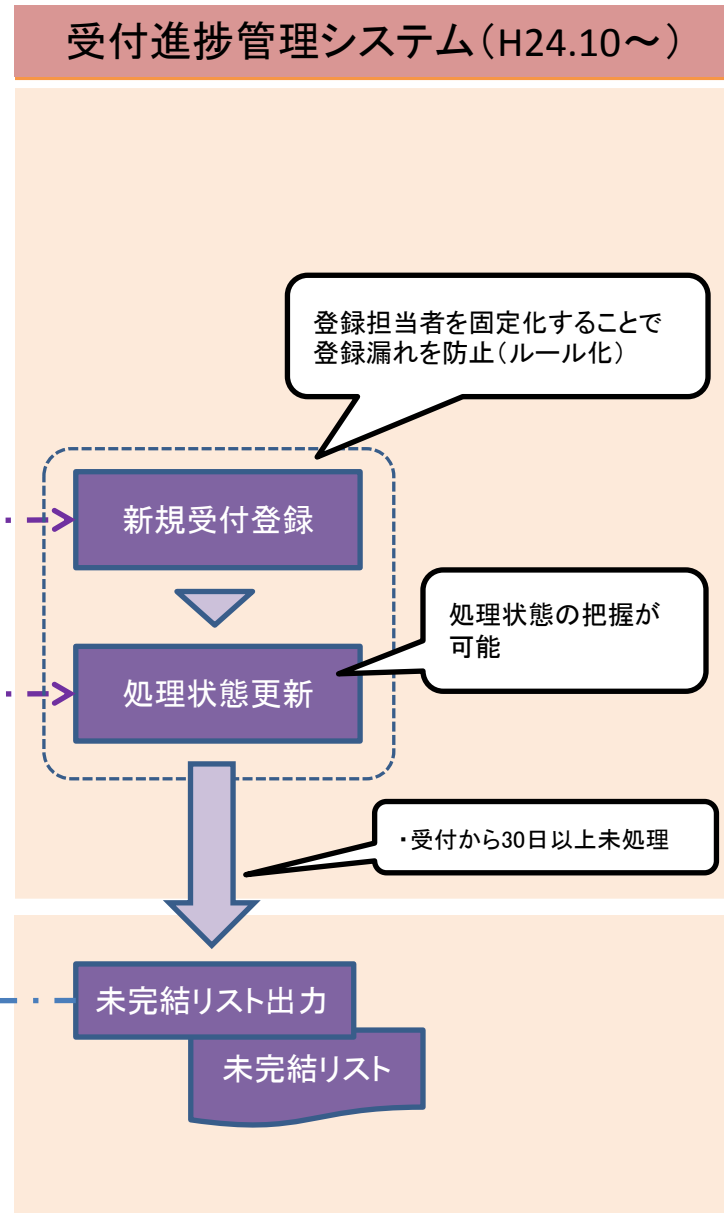 受付進捗管理システム（H24.10～）
登録担当者を固定化することで
登録漏れを防止（ルール化）
新規受付登録
処理状態の把握が
可能
処理状態更新
・受付から30日以上未処理
未完結リスト出力
未完結リスト